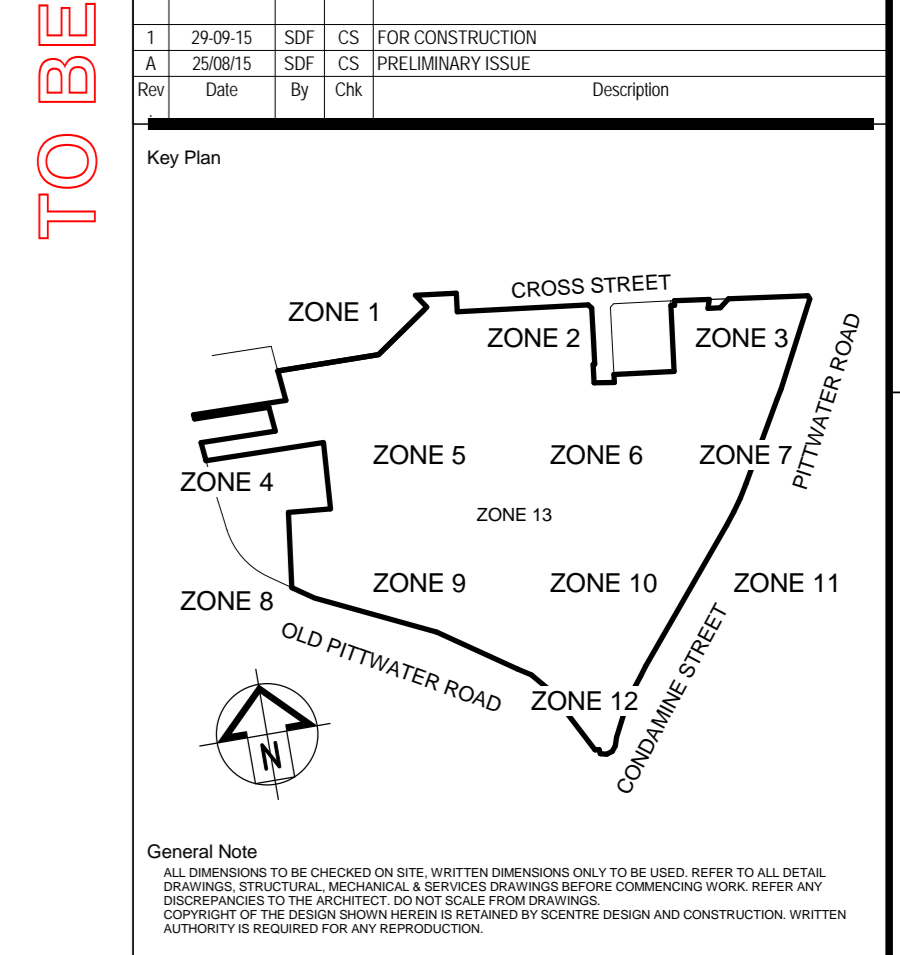 TO BE
1 29-09-15 SDF CS FOR CONSTRUCTION
A 25/08/15 SDF CS PRELIMINARY ISSUE
Rev. Date By Chk Description
Key Plan
CROSS STREET
ZONE 1
ZONE 2
ZONE 3
PITTWATER ROAD
ZONE 4
ZONE 5
ZONE 6
ZONE 7
ZONE 13
ZONE 8
ZONE 9
ZONE 10
ZONE 11
OLD PITTWATER ROAD
ZONE 12
CONDAMINE STREET
N
General Note
ALL DIMENSIONS TO BE CHECKED ON SITE, WRITTEN DIMENSIONS ONLY TO BE USED. REFER TO ALL DETAIL
DRAWINGS, STRUCTURAL, MECHANICAL & SERVICES DRAWINGS BEFORE COMMENCING WORK. REFER ANY
DISCREPANCIES TO THE ARCHITECT. DO NOT SCALE FROM DRAWINGS.
COPYRIGHT OF THE DESIGN SHOWN HEREIN IS RETAINED BY SCENTRE DESIGN AND CONSTRUCTION. WRITTEN
AUTHORITY IS REQUIRED FOR ANY REPRODUCTION.